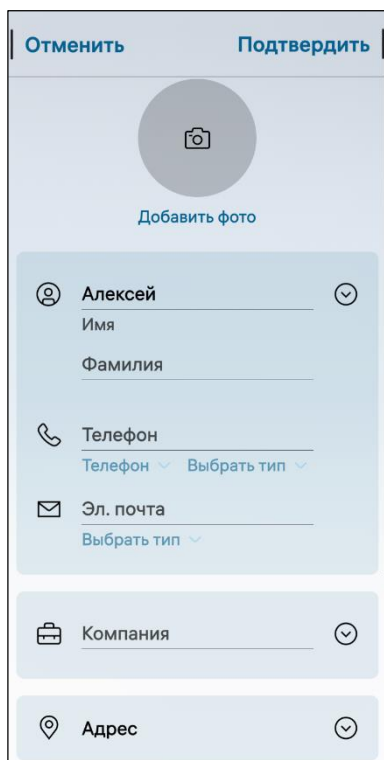 Отменить Подтвердить
Добавить фото
Алексей
Имя
Фамилия
Телефон
Телефон Выбрать тип
Эл. почта
Выбрать тип
Компания
Адрес